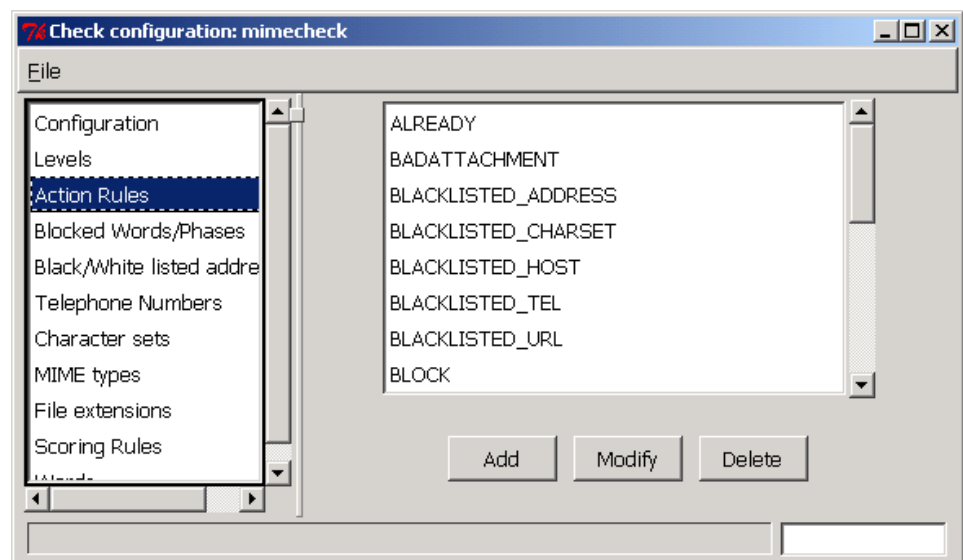 Check configuration: mimecheck
File
Configuration
Levels
Action Rules
Blocked Words/Phases
Black/White listed addre
Telephone Numbers
Character sets
MIME types
File extensions
Scoring Rules
ALREADY
BADATTACHMENT
BLACKLISTED_ADDRESS
BLACKLISTED_CHARSET
BLACKLISTED_HOST
BLACKLISTED_TEL
BLACKLISTED_URL
BLOCK
Add Modify Delete